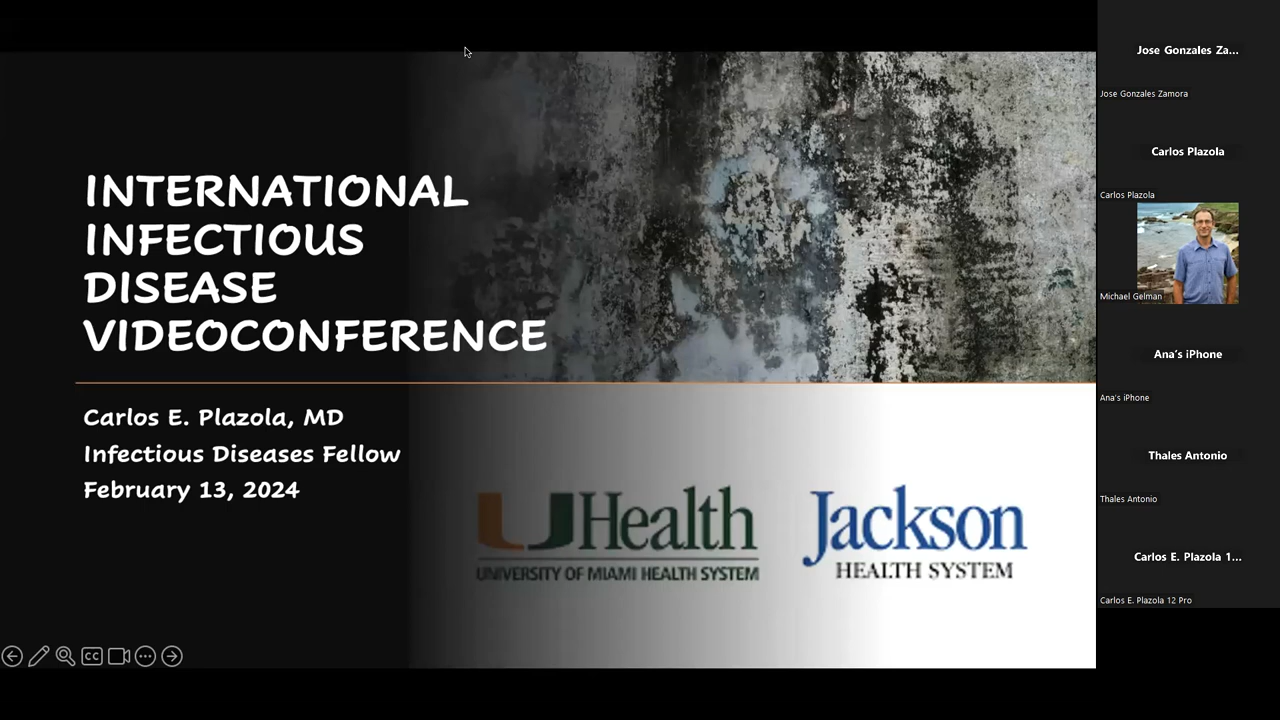 INTERNATIONAL
INFECTIOUS
DISEASE
VIDEOCONFERENCE
Carlos E. Plazola, MD
Infectious Diseases Fellow
February 13, 2024
UHealth
UNIVERSITY OF MIAMI HEALTH SYSTEM
Jackson
HEALTH SYSTEM
CC
Jose Gonzales Za...
Jose Gonzales Zamora
Carlos Plazola
Carlos Plazola
Michael Gelman
Ana's iPhone
Ana's iPhone
Thales Antonio
Thales Antonio
Carlos E. Plazola 1...
Carlos E. Plazola 12 Pro